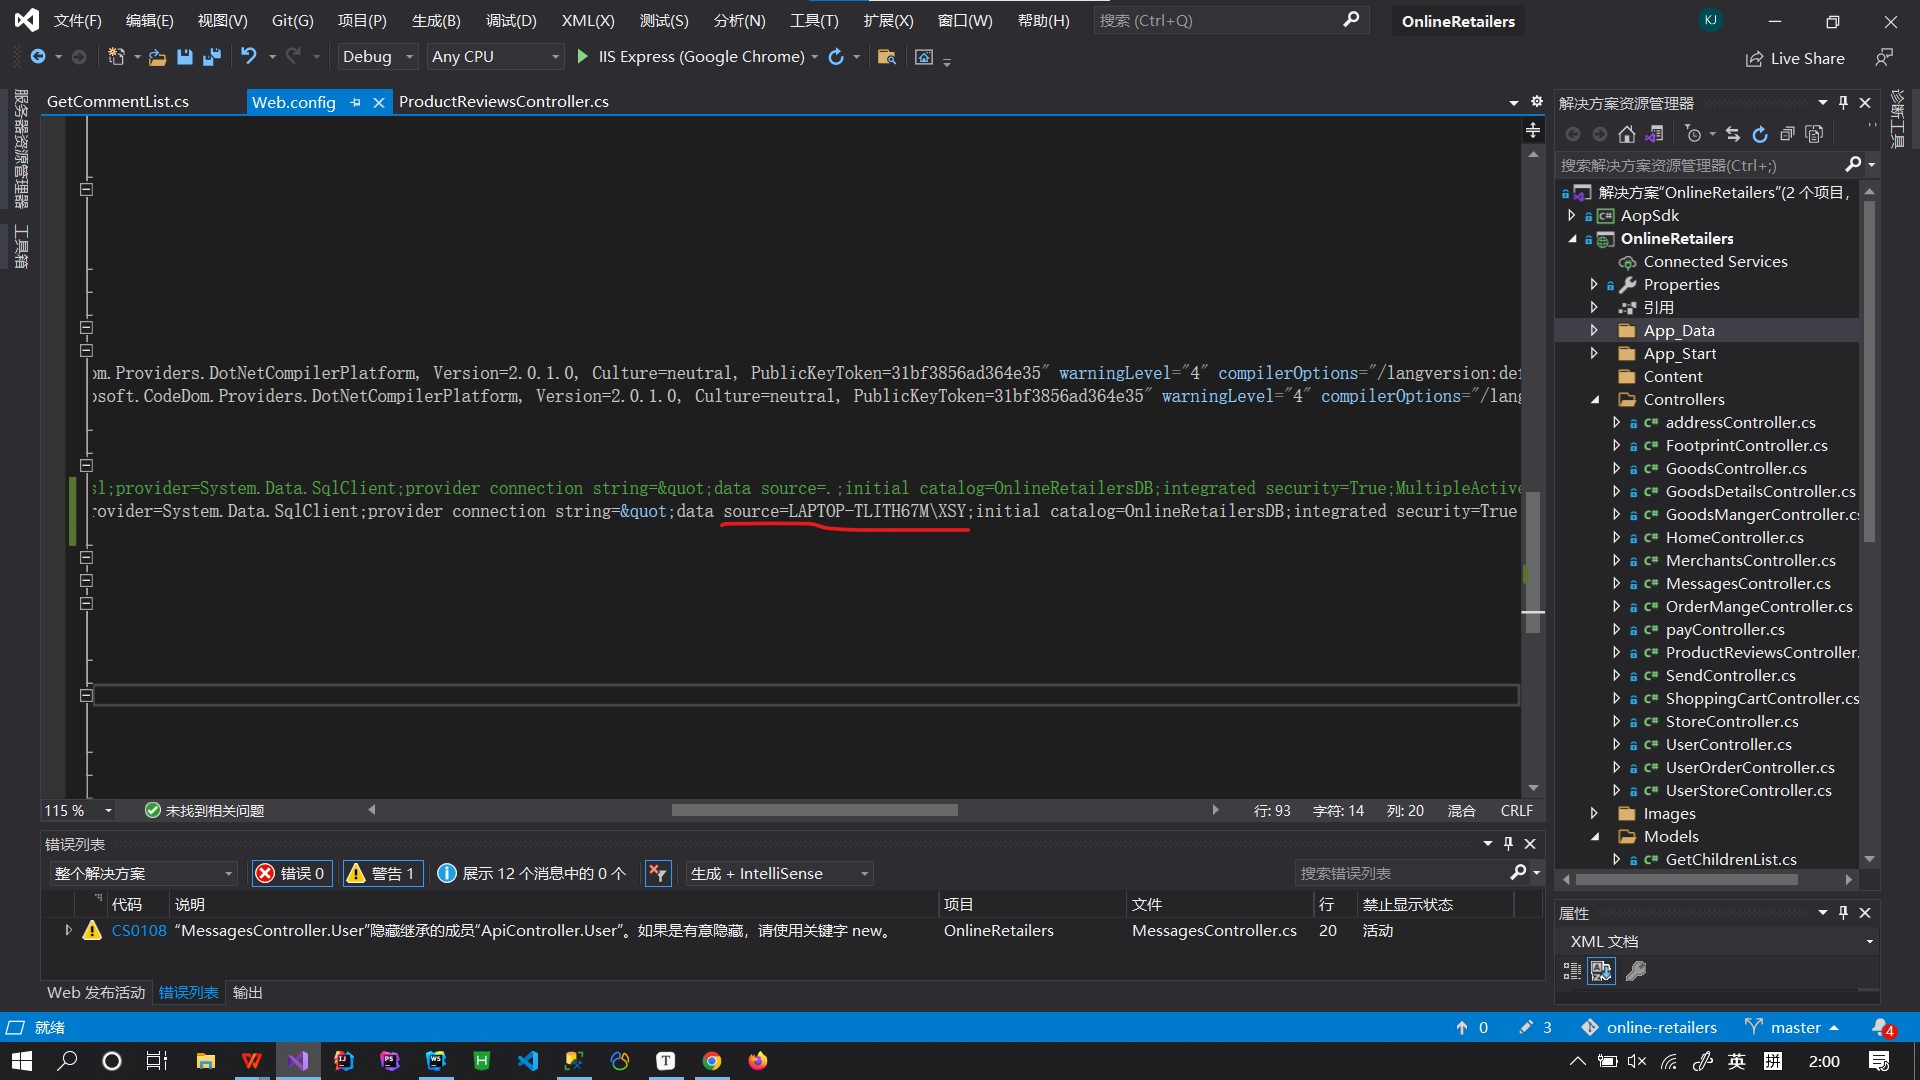 文件(F) 编辑(E) 视图(V) Git(G) 项目(P) 生成(B) 调试(D) XML(X) 测试(S) 分析(N) 工具(T) 扩展(X) 窗口(W) 帮助(H) 搜索 (Ctrl+Q) OnlineRetailers KJ
Debug Any CPU IIS Express (Google Chrome) Live Share
服务器资源管理器
工具箱
GetCommentList.cs Web.config ProductReviewsController.cs
om.Providers.DotNetCompilerPlatform, Version=2.0.1.0, Culture=neutral, PublicKeyToken=31bf3856ad364e35" warningLevel="4" compilerOptions="/langversion:def
osoft.CodeDom.Providers.DotNetCompilerPlatform, Version=2.0.1.0, Culture=neutral, PublicKeyToken=31bf3856ad364e35" warningLevel="4" compilerOptions="/lang
sl;provider=System.Data.SqlClient;provider connection string=&quot;data source=.;initial catalog=OnlineRetailersDB;integrated security=True;MultipleActive
rovider=System.Data.SqlClient;provider connection string=&quot;data source=LAPTOP-TLITH67M\XSY;initial catalog=OnlineRetailersDB;integrated security=True
115 % 未找到相关问题 行: 93 字符: 14 列: 20 混合 CRLF
错误列表
整个解决方案 错误 0 警告 1 展示 12 个消息中的 0 个 生成 + IntelliSense 搜索错误列表
代码 说明 项目 文件 行 禁止显示状态
CS0108 “MessagesController.User”隐藏继承的成员“ApiController.User”。如果是有意隐藏，请使用关键字 new。 OnlineRetailers MessagesController.cs 20 活动
Web 发布活动 错误列表 输出
解决方案资源管理器
搜索解决方案资源管理器(Ctrl+;)
解决方案“OnlineRetailers”(2 个项目,
AopSdk
OnlineRetailers
Connected Services
Properties
引用
App_Data
App_Start
Content
Controllers
addressController.cs
FootprintController.cs
GoodsController.cs
GoodsDetailsController.cs
GoodsMangerController.cs
HomeController.cs
MerchantsController.cs
MessagesController.cs
OrderMangeController.cs
payController.cs
ProductReviewsController.
SendController.cs
ShoppingCartController.cs
StoreController.cs
UserController.cs
UserOrderController.cs
UserStoreController.cs
Images
Models
GetChildrenList.cs
诊断工具
属性
XML 文档
就绪 0 3 online-retailers master 4
英 拼 2:00